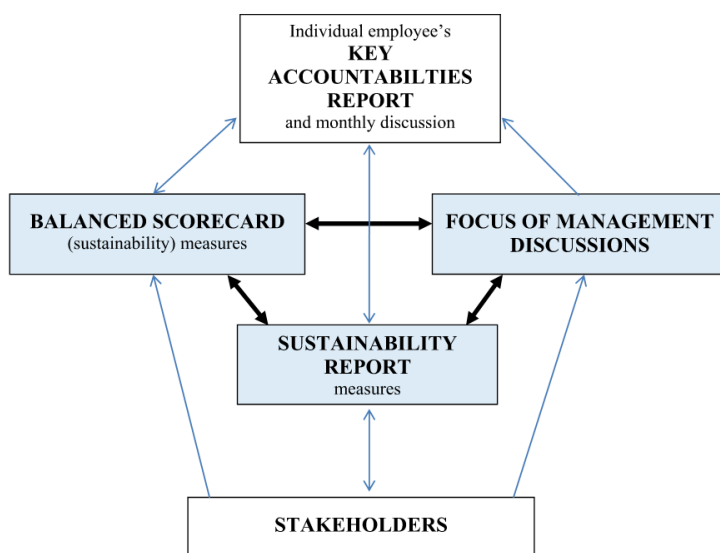 Individual employee's
KEY
ACCOUNTABILTIES
REPORT
and monthly discussion
BALANCED SCORECARD
(sustainability) measures
FOCUS OF MANAGEMENT
DISCUSSIONS
SUSTAINABILITY
REPORT
measures
STAKEHOLDERS